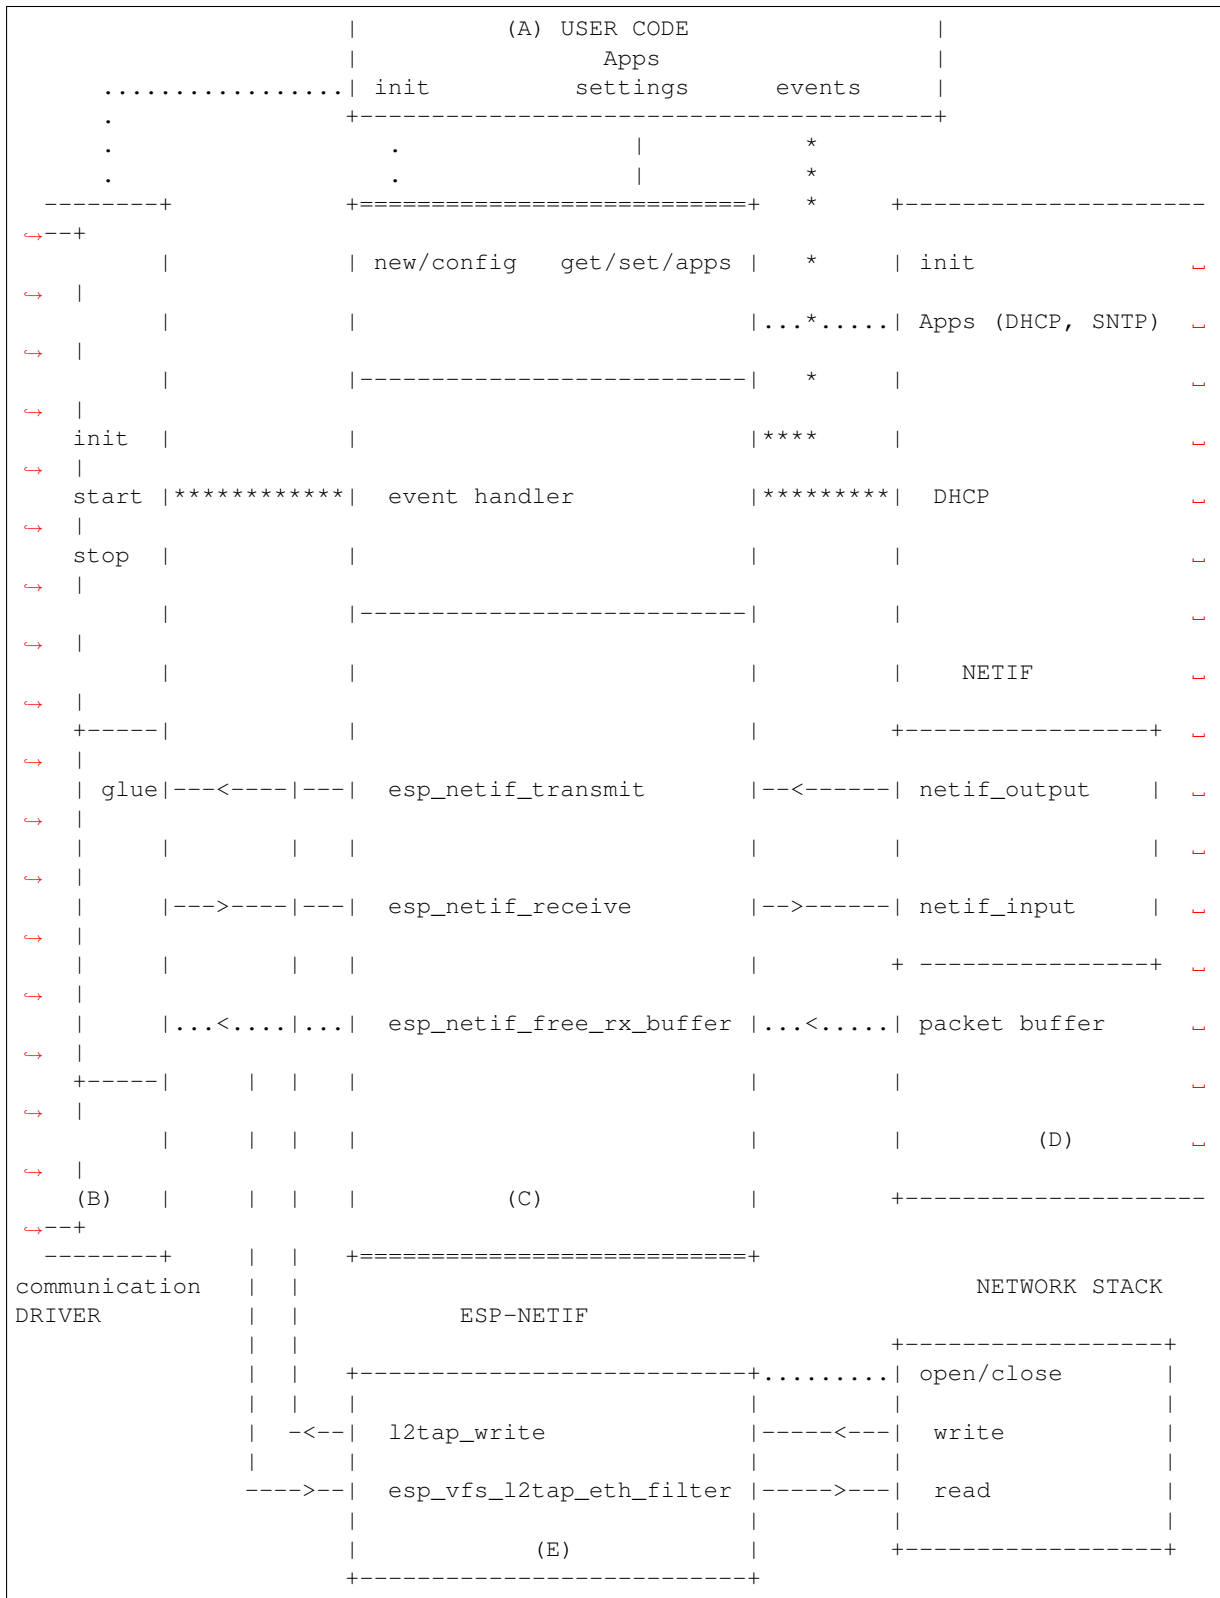 |          (A) USER CODE                 |
|                 Apps                   |
.................| init          settings      events     |
.                +----------------------------------------+
.                   .                |           *
.                   .                |           *
--------+            +===========================+   *     +---------------------
↪--+
|            | new/config   get/set/apps |   *     | init                ␣
↪   |
|            |                           |...*.....| Apps (DHCP, SNTP)   ␣
↪   |
|            |---------------------------|   *     |                     ␣
↪   |
init  |            |                           |****     |                     ␣
↪   |
start |************|  event handler            |*********|  DHCP               ␣
↪   |
stop  |            |                           |         |                     ␣
↪   |
|            |---------------------------|         |                     ␣
↪   |
|            |                           |         |    NETIF            ␣
↪   |
+-----|            |                           |         +-----------------+   ␣
↪   |
| glue|---<----|---|  esp_netif_transmit       |--<------| netif_output    |   ␣
↪   |
|     |        |   |                           |         |                 |   ␣
↪   |
|     |--->----|---|  esp_netif_receive        |-->------| netif_input     |   ␣
↪   |
|     |        |   |                           |         + ----------------+   ␣
↪   |
|     |...<....|...|  esp_netif_free_rx_buffer |...<.....| packet buffer       ␣
↪   |
+-----|     |  |   |                           |         |                     ␣
↪   |
|     |  |   |                           |         |         (D)         ␣
↪   |
(B)   |     |  |   |          (C)              |         +---------------------
↪--+
--------+     |  |   +===========================+
communication   |  |                                               NETWORK STACK
DRIVER          |  |           ESP-NETIF
|  |                                         +------------------+
|  |   +---------------------------+.........| open/close       |
|  |   |                           |         |                  |
|  -<--|  l2tap_write              |-----<---|  write           |
|      |                           |         |                  |
---->--|  esp_vfs_l2tap_eth_filter |----->---|  read            |
|                           |         |                  |
|            (E)            |         +------------------+
+---------------------------+